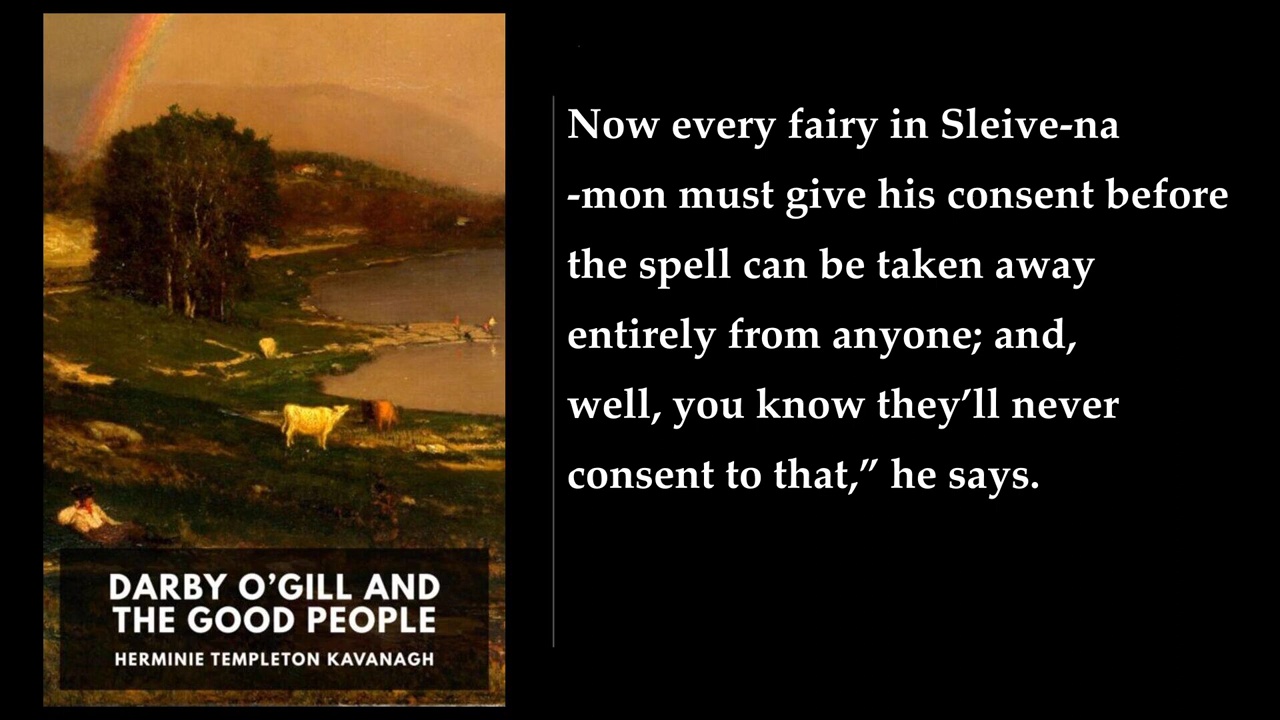 Now every fairy in Sleive-na
-mon must give his consent before
the spell can be taken away
entirely from anyone; and,
well, you know they’ll never
consent to that,” he says.
DARBY O’GILL AND
THE GOOD PEOPLE
HERMINIE TEMPLETON KAVANAGH